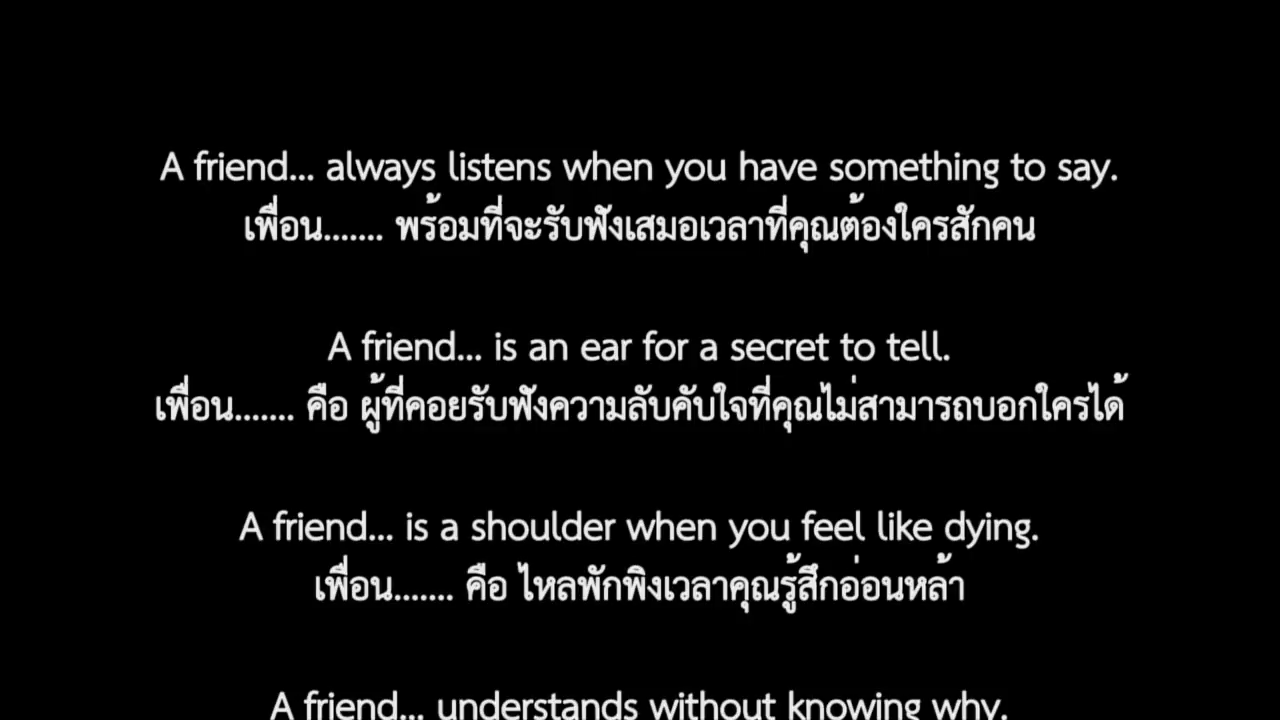 A friend... always listens when you have something to say.
เพื่อน....... พร้อมที่จะรับฟังเสมอเวลาที่คุณต้องใครสักคน
A friend... is an ear for a secret to tell.
เพื่อน....... คือ ผู้ที่คอยรับฟังความลับคับใจที่คุณไม่สามารถบอกใครได้
A friend... is a shoulder when you feel like dying.
เพื่อน....... คือ ไหลพักพิงเวลาคุณรู้สึกอ่อนหล้า
A friend... understands without knowing why.